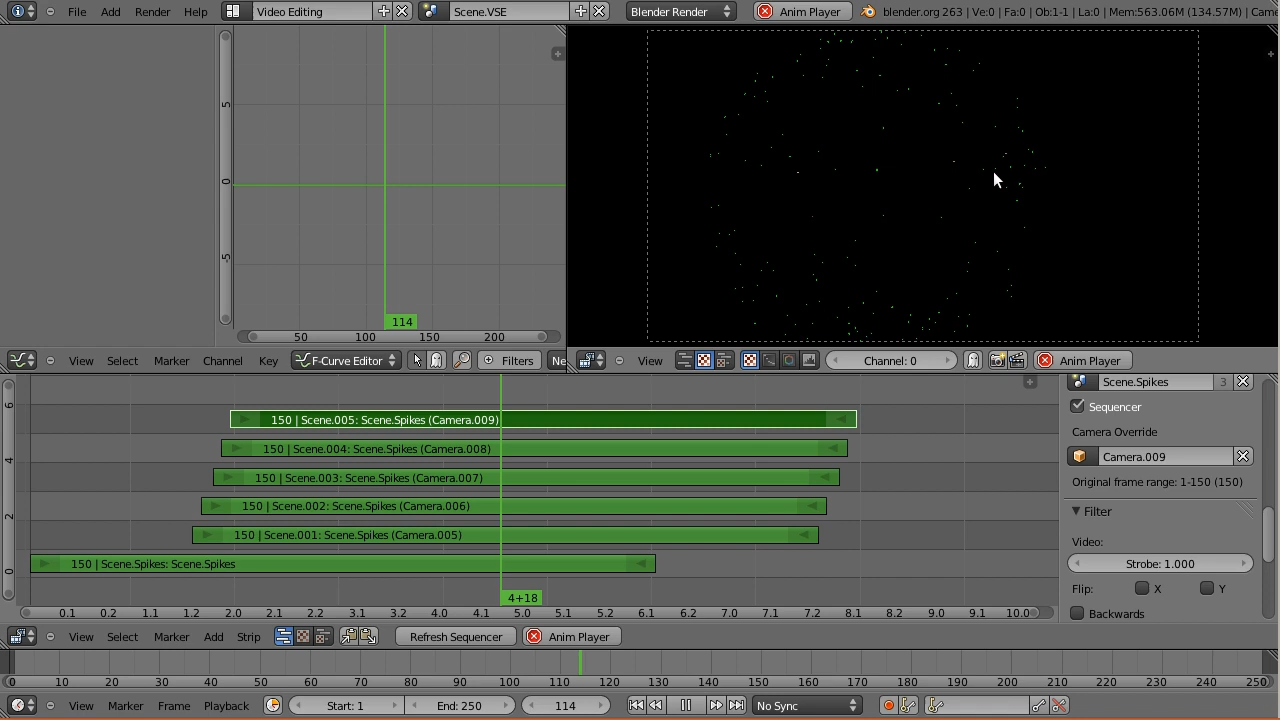 File Add Render Help Video Editing Scene.VSE Blender Render Anim Player blender.org 263 | Ve:0 | Fa:0 | Ob:1-1 | La:0 | Mem:563.06M (134.57M) | Came
5
0
-5
114
50 100 150 200
View Select Marker Channel Key F-Curve Editor Filters Ne
View Channel: 0 Anim Player
6
4
2
0
150 | Scene.005: Scene.Spikes (Camera.009)
150 | Scene.004: Scene.Spikes (Camera.008)
150 | Scene.003: Scene.Spikes (Camera.007)
150 | Scene.002: Scene.Spikes (Camera.006)
150 | Scene.001: Scene.Spikes (Camera.005)
150 | Scene.Spikes: Scene.Spikes
4+18
0.1 0.2 1.1 1.2 2.1 2.2 3.1 3.2 4.0 4.1 5.0 5.1 5.2 6.1 6.2 7.0 7.1 7.2 8.1 8.2 9.0 9.1 10.0
Scene.Spikes 3
Sequencer
Camera Override
Camera.009
Original frame range: 1-150 (150)
Filter
Video:
Strobe: 1.000
Flip: X Y
Backwards
View Select Marker Add Strip Refresh Sequencer Anim Player
0 10 20 30 40 50 60 70 80 90 100 110 120 130 140 150 160 170 180 190 200 210 220 230 240 250
View Marker Frame Playback Start: 1 End: 250 114 No Sync